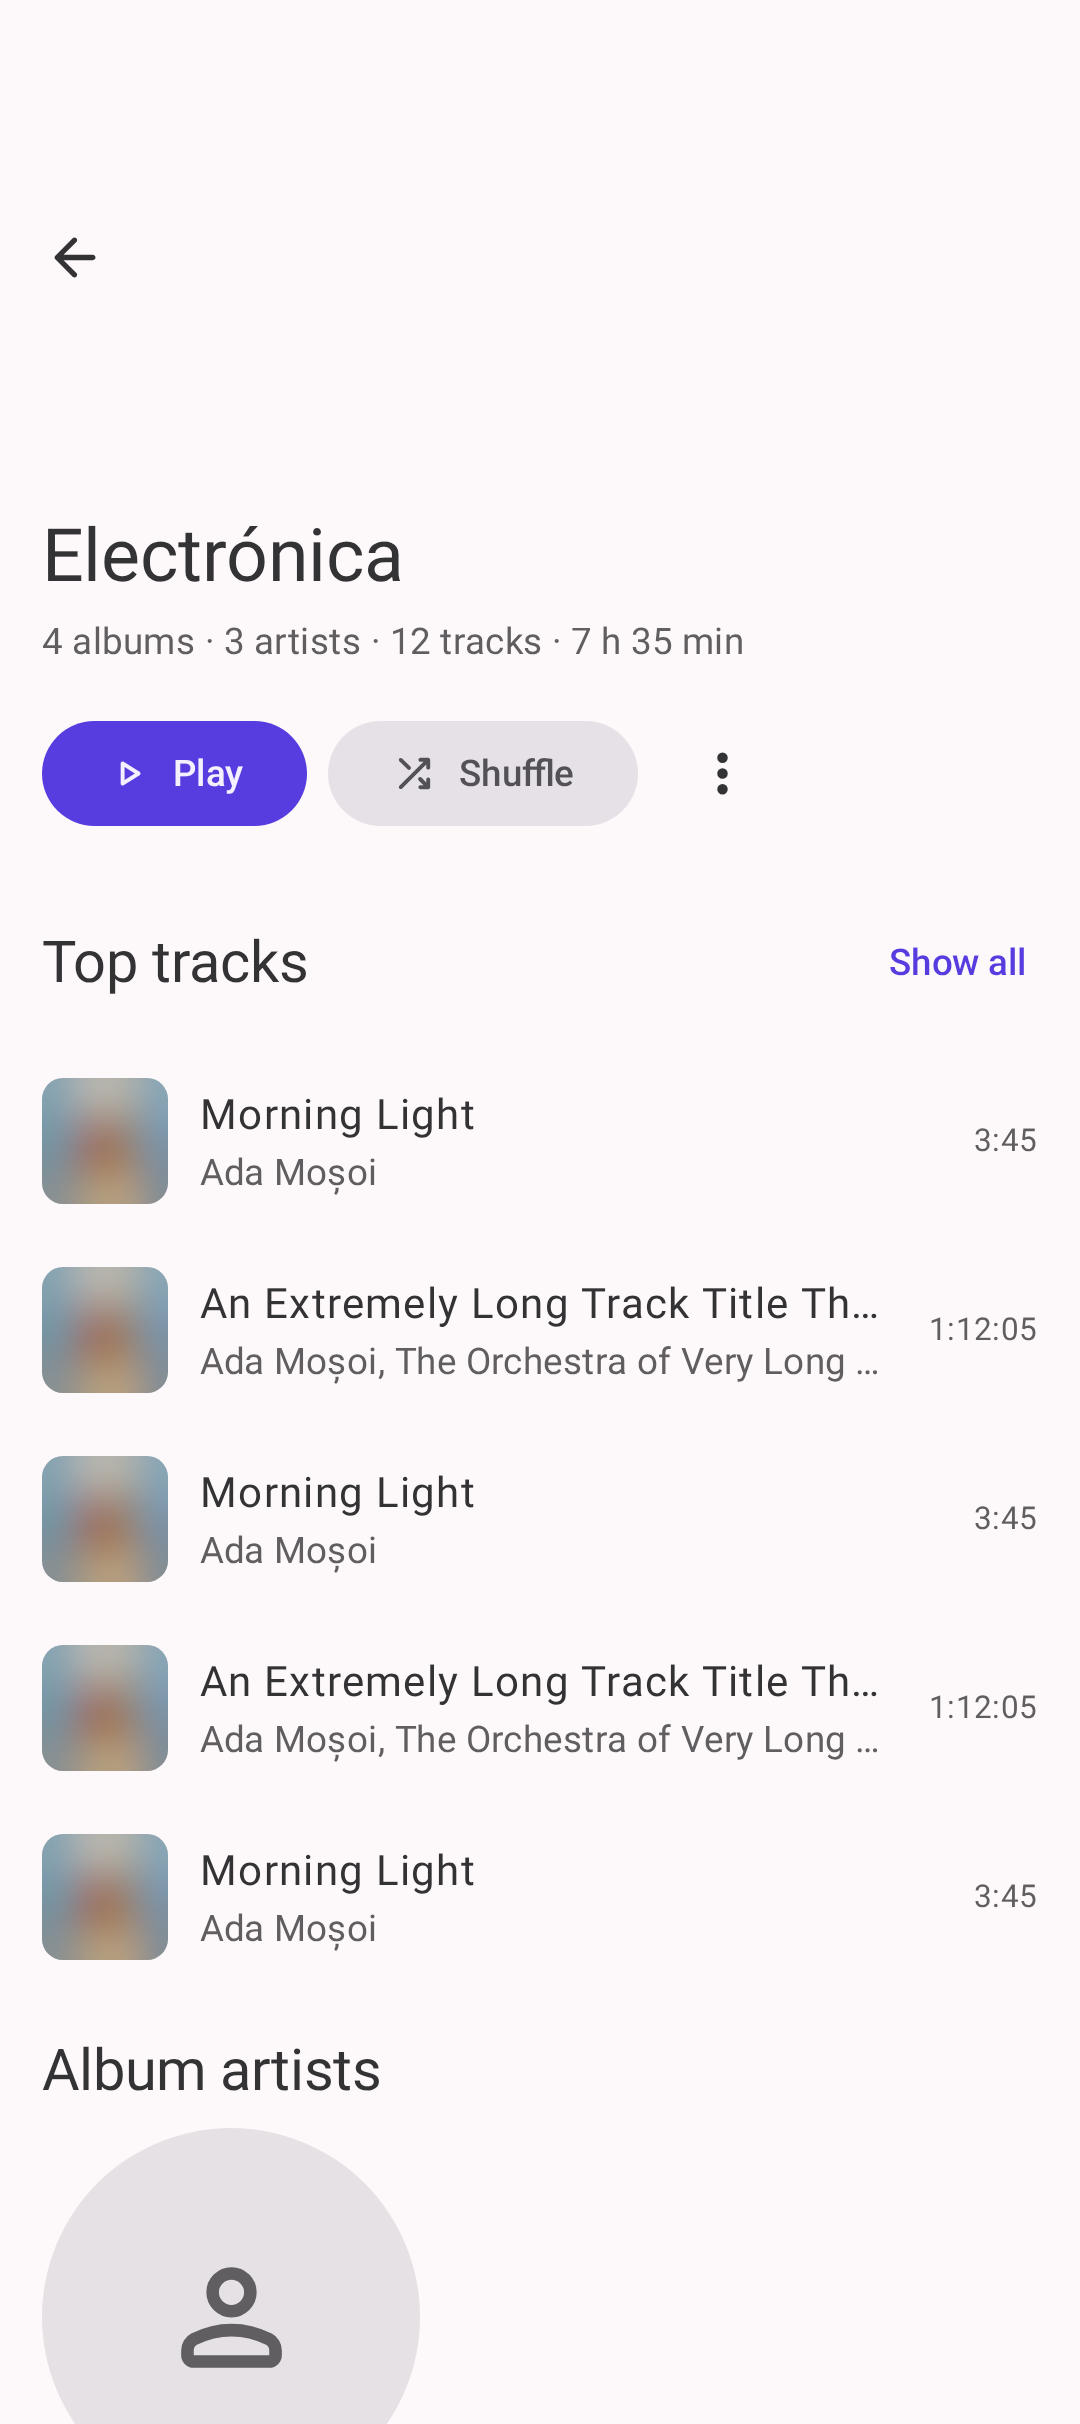 Electrónica
4 albums · 3 artists · 12 tracks · 7 h 35 min
Play
Shuffle
Top tracks
Show all
Morning Light
Ada Moșoi
3:45
An Extremely Long Track Title Th…
Ada Moșoi, The Orchestra of Very Long …
1:12:05
Morning Light
Ada Moșoi
3:45
An Extremely Long Track Title Th…
Ada Moșoi, The Orchestra of Very Long …
1:12:05
Morning Light
Ada Moșoi
3:45
Album artists